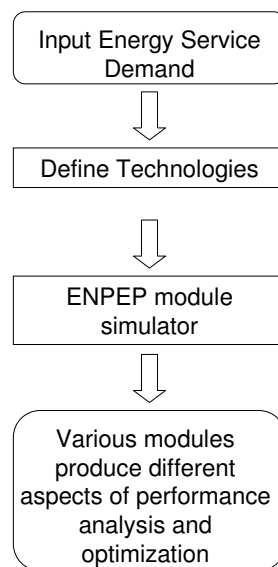 Input Energy Service
Demand
Define Technologies
ENPEP module
simulator
Various modules
produce different
aspects of performance
analysis and
optimization